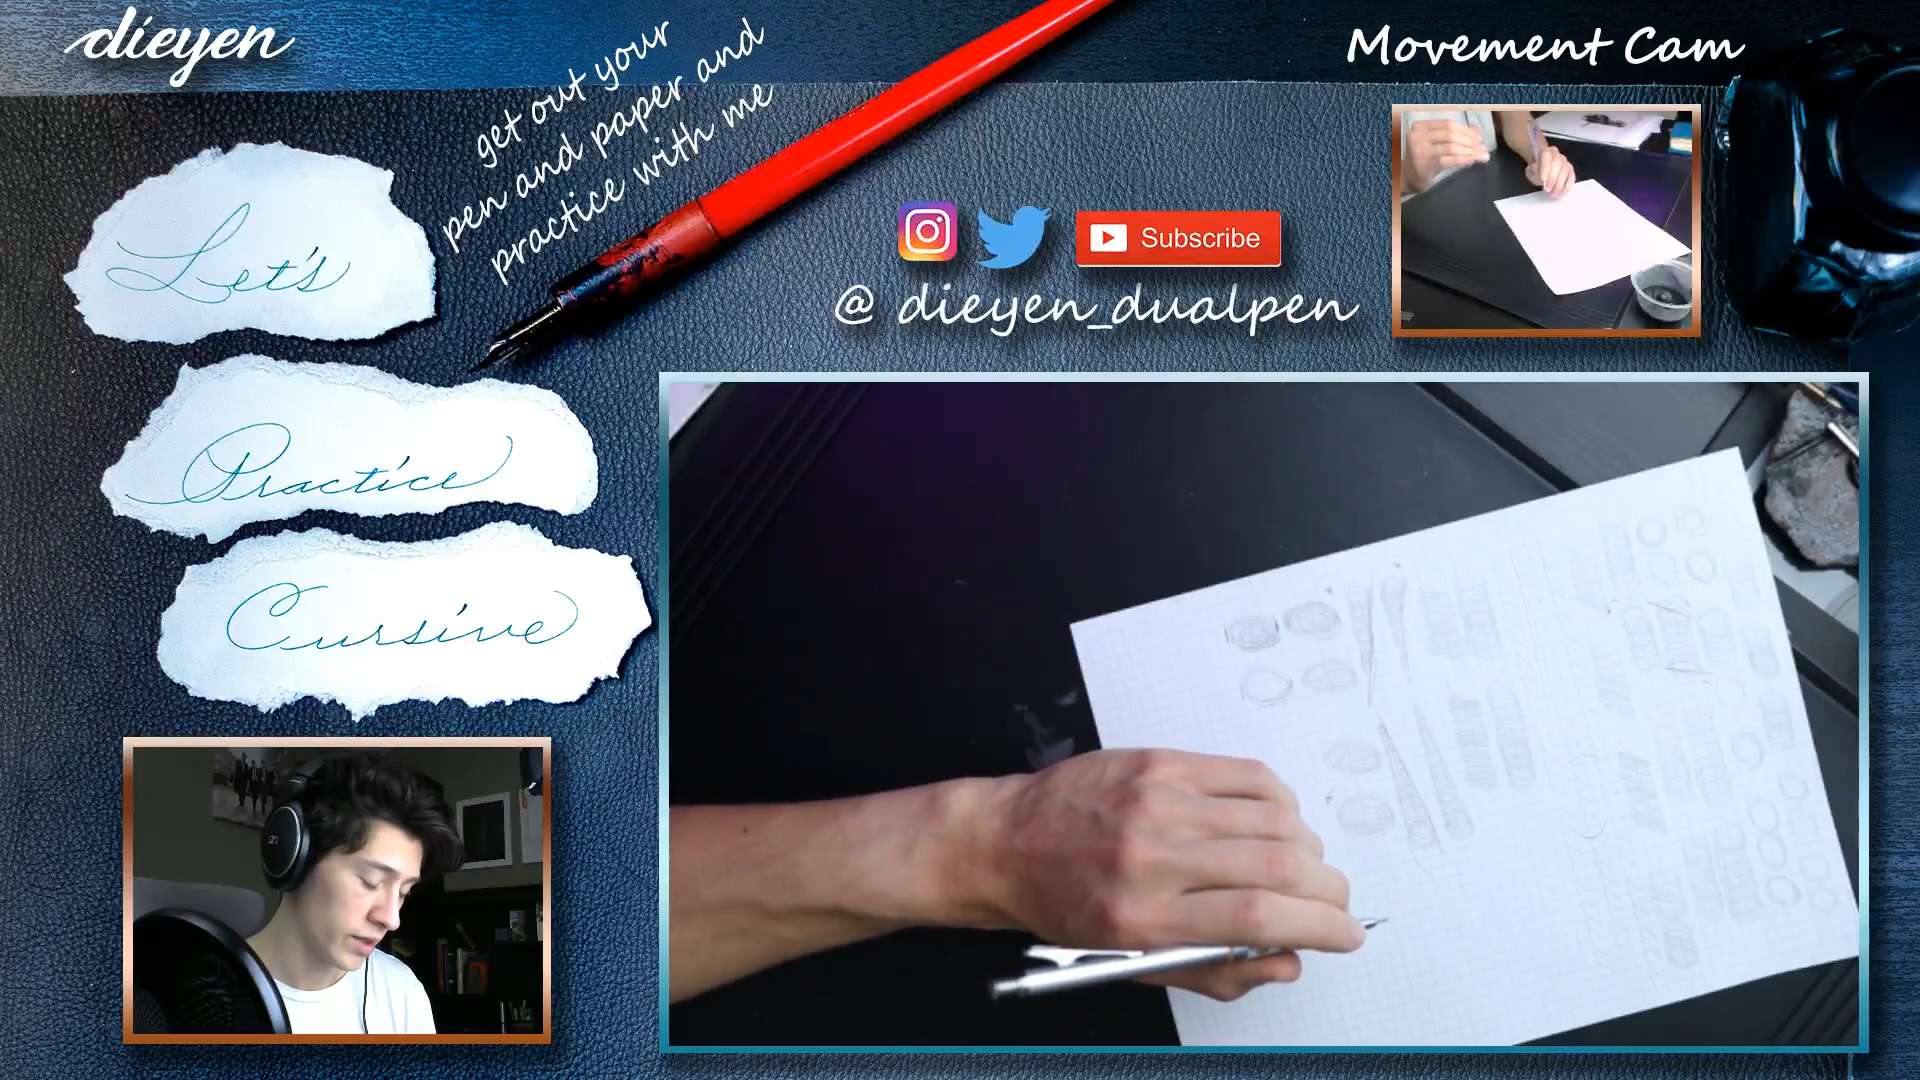 dieyen
get out your
pen and paper and
practice with me
Movement Cam
Subscribe
@ dieyen_dualpen
Let's
Practice
Cursive